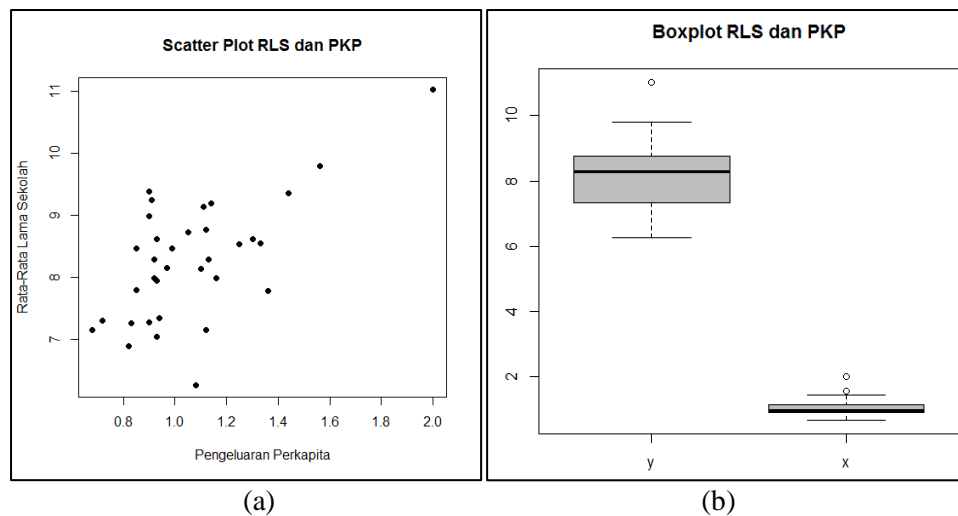 Scatter Plot RLS dan PKP
Rata-Rata Lama Sekolah
11
10
9
8
7
0.8 1.0 1.2 1.4 1.6 1.8 2.0
Pengeluaran Perkapita
(a)
Boxplot RLS dan PKP
10
8
6
4
2
y x
(b)